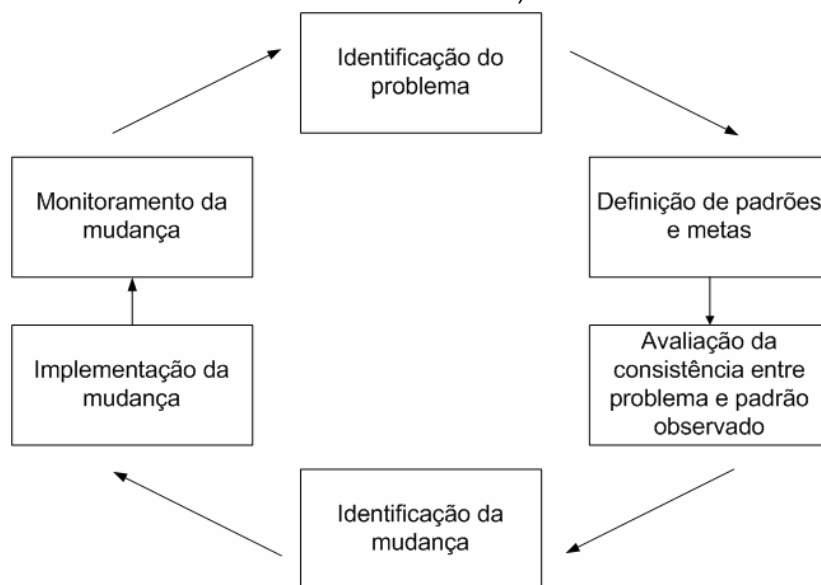 Identificação do
problema
Definição de padrões
e metas
Avaliação da
consistência entre
problema e padrão
observado
Identificação da
mudança
Implementação da
mudança
Monitoramento da
mudança